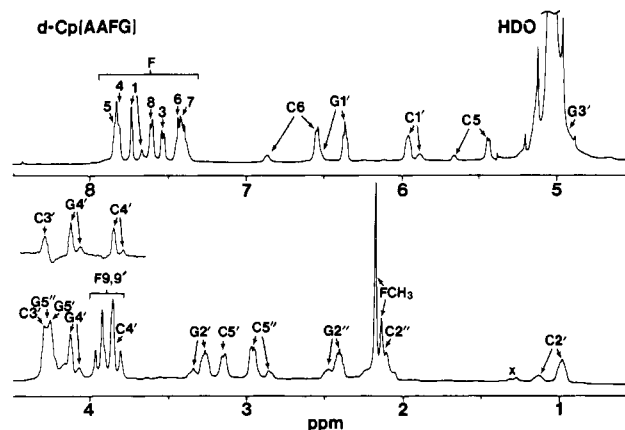 d-Cp[AAFG] HDO
F
5 4 1 8 3 6 7 C6 G1' C1' C5 G3'
8 7 6 5
C3' G4' C4'
C3' G5'' G5' G4' F9,9' C4' G2' C5' C5'' G2'' FCH₃ C2'' x C2'
4 3 2 1
ppm